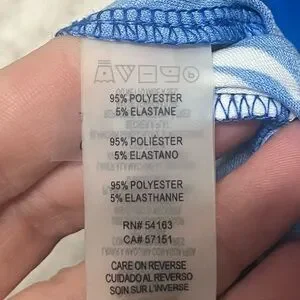 95% POLYESTER
5% ELASTANE
95% POLIÉSTER
5% ELASTANO
95% POLYESTER
5% ELASTHANNE
RN# 54163
CA# 57151
CARE ON REVERSE
CUIDADO AL REVERSO
SOIN SUR L'INVERSE